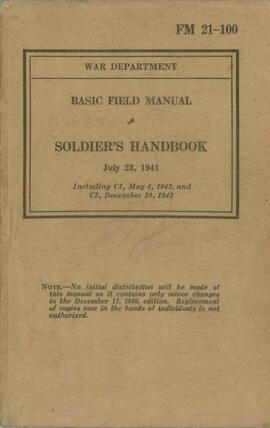 FM 21-100
WAR DEPARTMENT
BASIC FIELD MANUAL
SOLDIER'S HANDBOOK
July 23, 1941
Including C1, May 4, 1942, and
C2, December 28, 1942
NOTE.—No initial distribution will be made of
this manual as it contains only minor changes
to the December 11, 1940, edition. Replacement
of copies now in the hands of individuals is not
authorized.